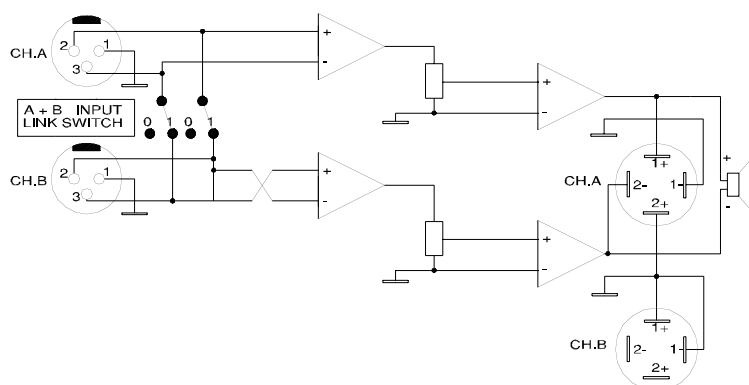 2 1
CH.A
3
+
-
A + B INPUT
LINK SWITCH
0 1 0 1
2 1
CH.B
3
+
-
+
-
+
-
1+
CH.A
2- 1-
2+
+
-
1+
CH.B
2- 1-
2+